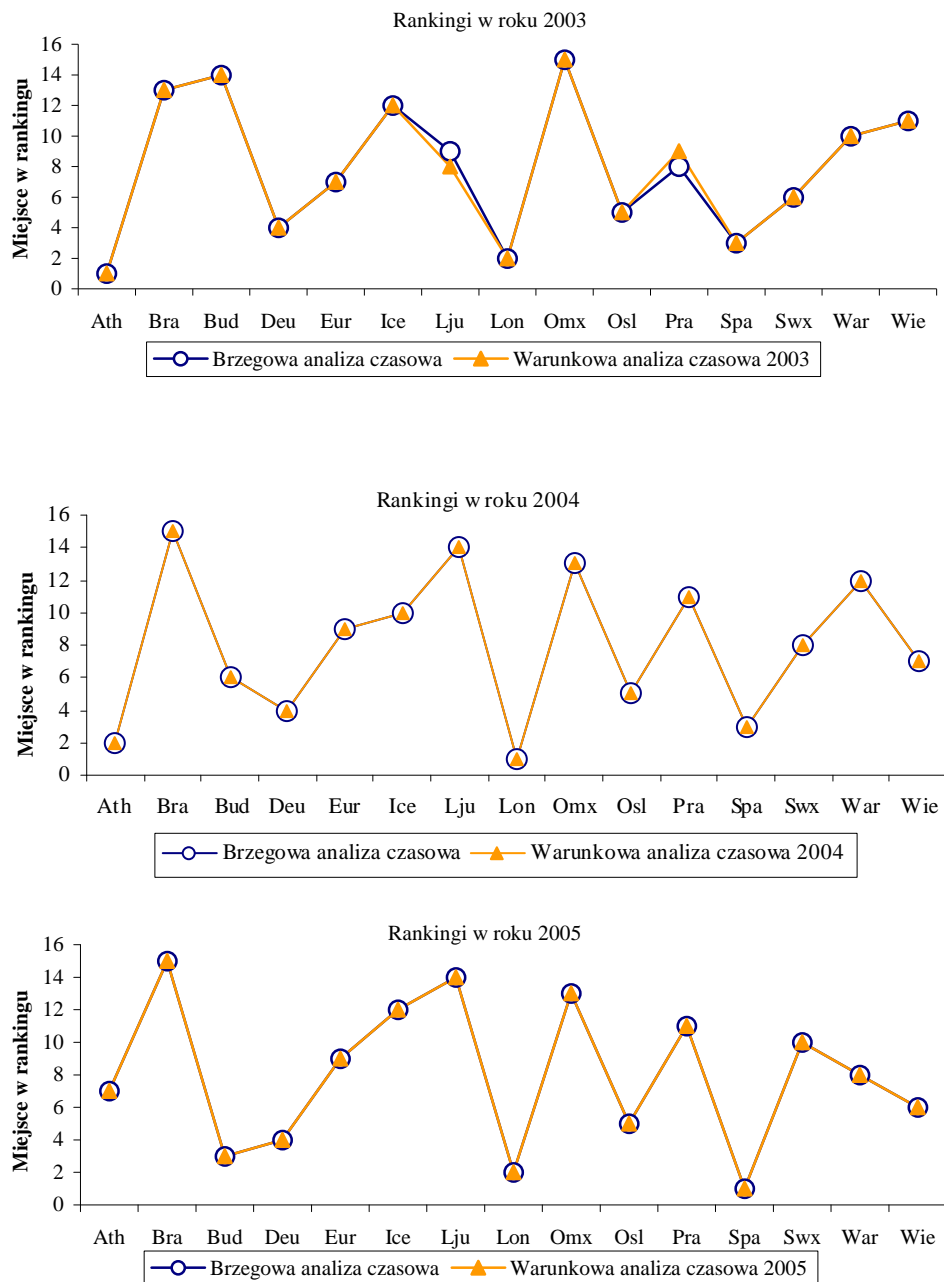 Rankingi w roku 2003
Miejsce w rankingu
16
14
12
10
8
6
4
2
0
Ath Bra Bud Deu Eur Ice Lju Lon Omx Osl Pra Spa Swx War Wie
Brzegowa analiza czasowa Warunkowa analiza czasowa 2003
Rankingi w roku 2004
Miejsce w rankingu
16
14
12
10
8
6
4
2
0
Ath Bra Bud Deu Eur Ice Lju Lon Omx Osl Pra Spa Swx War Wie
Brzegowa analiza czasowa Warunkowa analiza czasowa 2004
Rankingi w roku 2005
Miejsce w rankingu
16
14
12
10
8
6
4
2
0
Ath Bra Bud Deu Eur Ice Lju Lon Omx Osl Pra Spa Swx War Wie
Brzegowa analiza czasowa Warunkowa analiza czasowa 2005